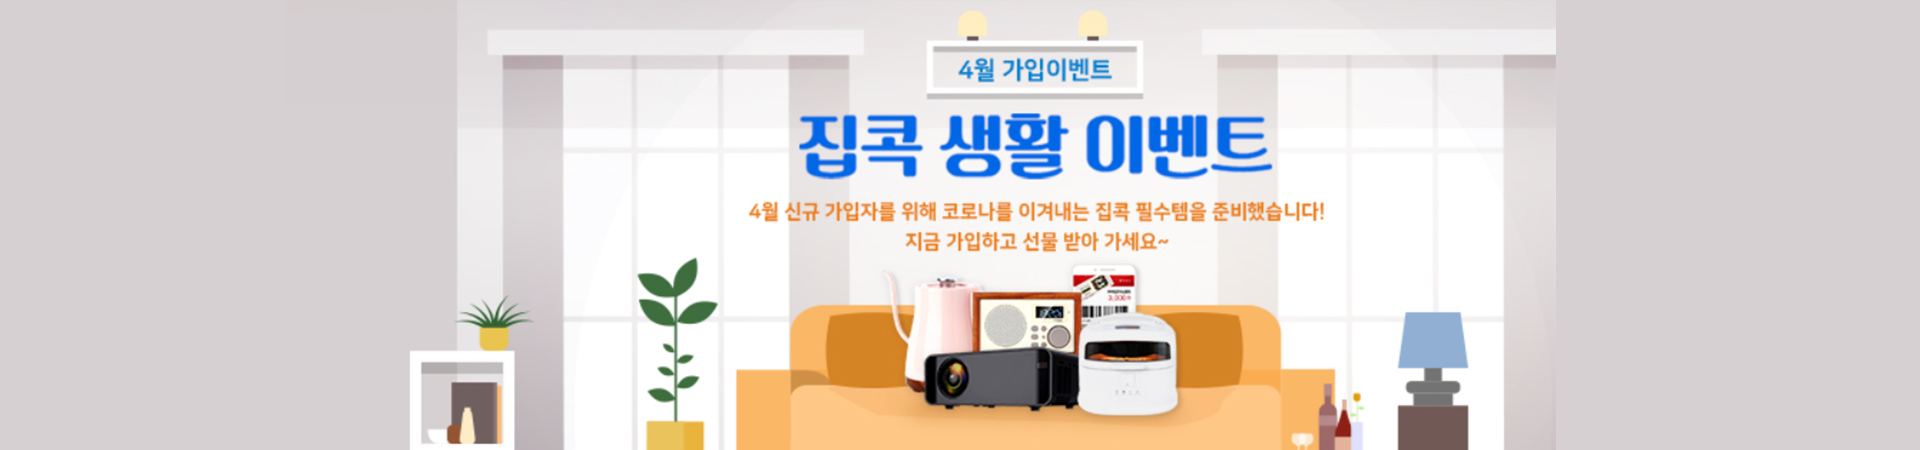 4월 가입이벤트
집콕 생활 이벤트
4월 신규 가입자를 위해 코로나를 이겨내는 집콕 필수템을 준비했습니다!
지금 가입하고 선물 받아 가세요~
3,000